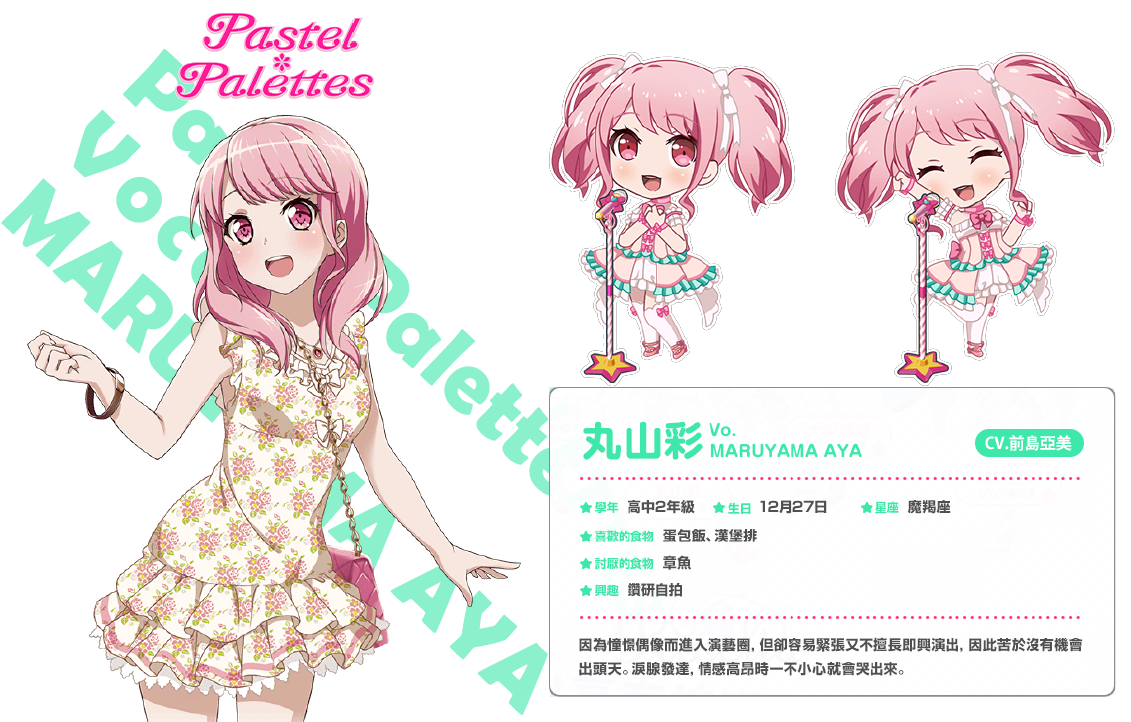 Pastel
*
Palettes
Pastel*Palettes
Vocal
MARUYAMA AYA
丸山彩
Vo.
MARUYAMA AYA
CV.前島亞美
★學年 高中2年級 ★生日 12月27日 ★星座 魔羯座
★喜歡的食物 蛋包飯、漢堡排
★討厭的食物 章魚
★興趣 鑽研自拍
因為憧憬偶像而進入演藝圈, 但卻容易緊張又不擅長即興演出, 因此苦於沒有機會
出頭天。淚腺發達, 情感高昂時一不小心就會哭出來。